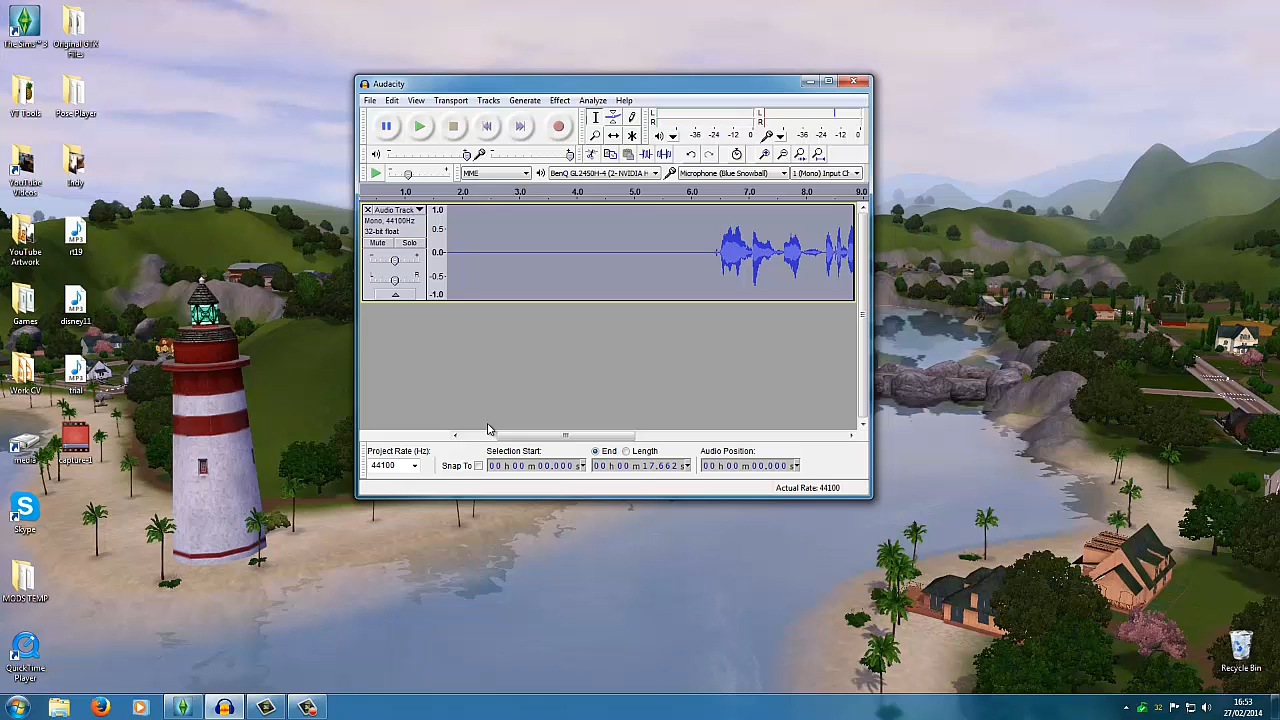 The Sims™ 3
Original GTX
Files
YT Tools
Pose Player
YouTube
Videos
Indy
YouTube
Artwork
rt19
Games
disney11
Work CV
trial
media
capture-1
Skype
MODS TEMP
QuickTime
Player
Recycle Bin
Audacity
File Edit View Transport Tracks Generate Effect Analyze Help
L
R
-36 -24 -12 0
L
R
-36 -24 -12 0
MME
BenQ GL2450H-4 (2- NVIDIA H
Microphone (Blue Snowball)
1 (Mono) Input Ch
1.0 2.0 3.0 4.0 5.0 6.0 7.0 8.0 9.0
Audio Track
Mono, 44100Hz
32-bit float
Mute Solo
- +
L R
1.0
0.5
0.0
-0.5
-1.0
Project Rate (Hz):
44100
Snap To
Selection Start:
End Length
Audio Position:
00 h 00 m 00.000 s
00 h 00 m 17.662 s
00 h 00 m 00.000 s
Actual Rate: 44100
32
16:53
27/02/2014